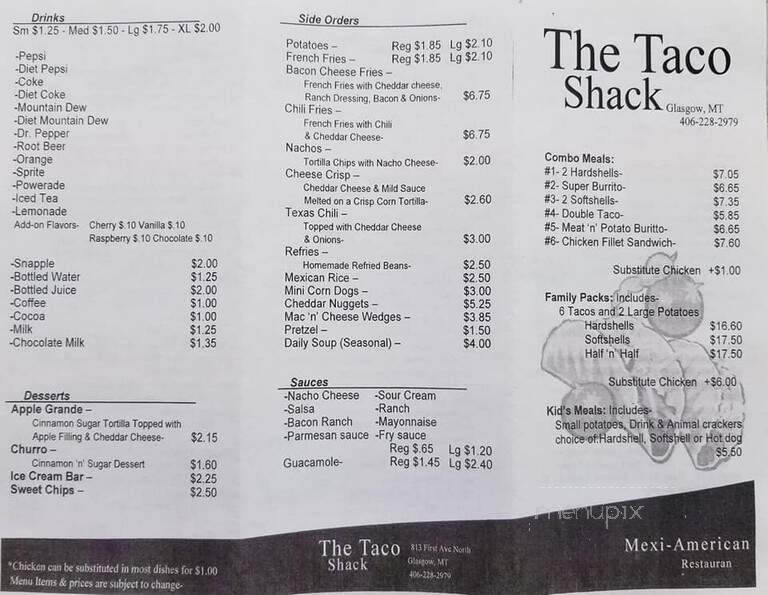 Drinks
Sm $1.25 - Med $1.50 - Lg $1.75 - XL $2.00
-Pepsi
-Diet Pepsi
-Coke
-Diet Coke
-Mountain Dew
-Diet Mountain Dew
-Dr. Pepper
-Root Beer
-Orange
-Sprite
-Powerade
-Iced Tea
-Lemonade
Add-on Flavors- Cherry $.10 Vanilla $.10
Raspberry $.10 Chocolate $.10
-Snapple $2.00
-Bottled Water $1.25
-Bottled Juice $2.00
-Coffee $1.00
-Cocoa $1.00
-Milk $1.25
-Chocolate Milk $1.35
Desserts
Apple Grande –
Cinnamon Sugar Tortilla Topped with
Apple Filling & Cheddar Cheese- $2.15
Churro –
Cinnamon 'n' Sugar Dessert $1.60
Ice Cream Bar – $2.25
Sweet Chips – $2.50
*Chicken can be substituted in most dishes for $1.00
Menu Items & prices are subject to change-
Side Orders
Potatoes – Reg $1.85 Lg $2.10
French Fries – Reg $1.85 Lg $2.10
Bacon Cheese Fries –
French Fries with Cheddar cheese,
Ranch Dressing, Bacon & Onions- $6.75
Chili Fries –
French Fries with Chili
& Cheddar Cheese- $6.75
Nachos –
Tortilla Chips with Nacho Cheese- $2.00
Cheese Crisp –
Cheddar Cheese & Mild Sauce
Melted on a Crisp Corn Tortilla- $2.60
Texas Chili –
Topped with Cheddar Cheese
& Onions- $3.00
Refries –
Homemade Refried Beans- $2.50
Mexican Rice – $2.50
Mini Corn Dogs – $3.00
Cheddar Nuggets – $5.25
Mac 'n' Cheese Wedges – $3.85
Pretzel – $1.50
Daily Soup (Seasonal) – $4.00
Sauces
-Nacho Cheese -Sour Cream
-Salsa -Ranch
-Bacon Ranch -Mayonnaise
-Parmesan sauce -Fry sauce
Reg $.65 Lg $1.20
Guacamole- Reg $1.45 Lg $2.40
The Taco
Shack
813 First Ave North
Glasgow, MT
406-228-2979
The Taco
Shack
Glasgow, MT
406-228-2979
Combo Meals:
#1- 2 Hardshells- $7.05
#2- Super Burrito- $6.65
#3- 2 Softshells- $7.35
#4- Double Taco- $5.85
#5- Meat 'n' Potato Buritto- $6.65
#6- Chicken Fillet Sandwich- $7.60
Substitute Chicken +$1.00
Family Packs: Includes-
6 Tacos and 2 Large Potatoes
Hardshells $16.60
Softshells $17.50
Half 'n' Half $17.50
Substitute Chicken +$6.00
Kid's Meals: Includes-
Small potatoes, Drink & Animal crackers,
choice of:Hardshell, Softshell or Hot dog
$5.50
menupix
Mexi-American
Restauran